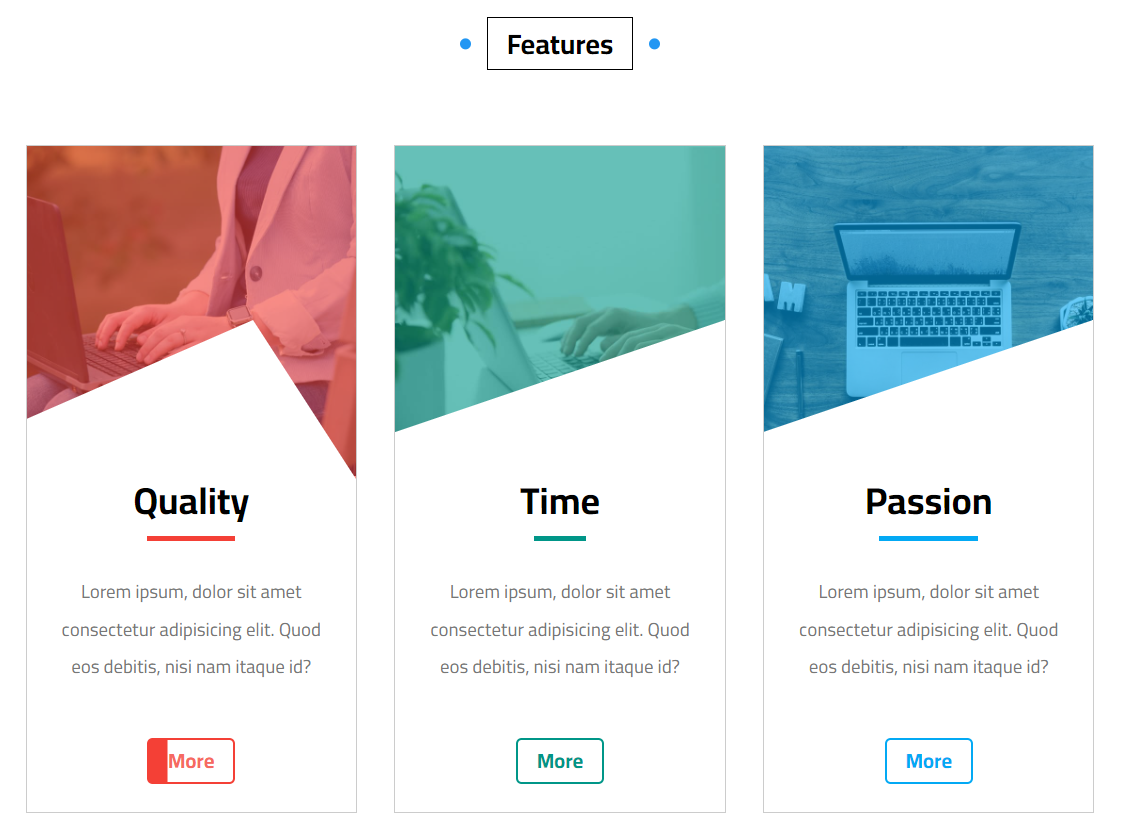 Features
Quality
Lorem ipsum, dolor sit amet
consectetur adipisicing elit. Quod
eos debitis, nisi nam itaque id?
More
Time
Lorem ipsum, dolor sit amet
consectetur adipisicing elit. Quod
eos debitis, nisi nam itaque id?
More
Passion
Lorem ipsum, dolor sit amet
consectetur adipisicing elit. Quod
eos debitis, nisi nam itaque id?
More